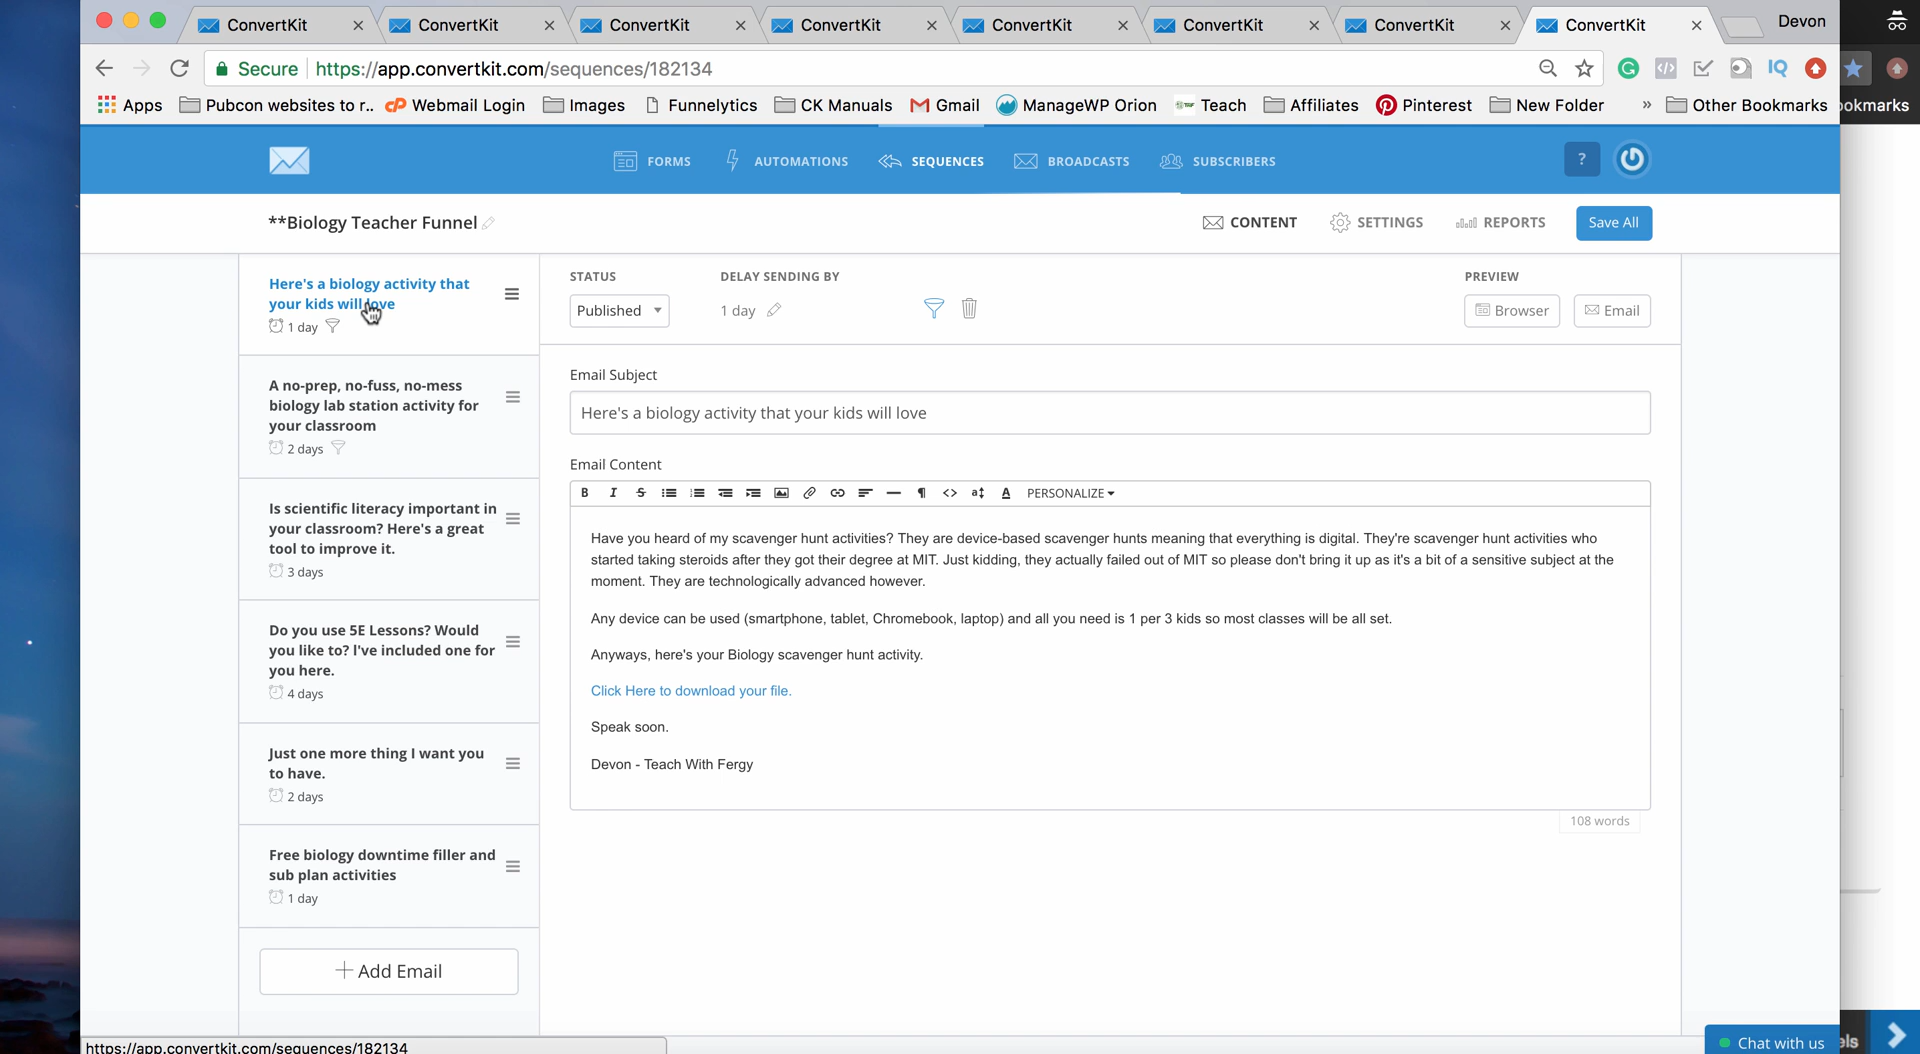 ConvertKit
ConvertKit
ConvertKit
ConvertKit
ConvertKit
ConvertKit
ConvertKit
ConvertKit
Devon
Secure
https://app.convertkit.com/sequences/182134
IQ
Apps
Pubcon websites to r..
Webmail Login
Images
Funnelytics
CK Manuals
Gmail
ManageWP Orion
Teach
Affiliates
Pinterest
New Folder
»
Other Bookmarks
okmarks
FORMS
AUTOMATIONS
SEQUENCES
BROADCASTS
SUBSCRIBERS
?
**Biology Teacher Funnel
CONTENT
SETTINGS
REPORTS
Save All
Here's a biology activity that
your kids will love
1 day
A no-prep, no-fuss, no-mess
biology lab station activity for
your classroom
2 days
Is scientific literacy important in
your classroom? Here's a great
tool to improve it.
3 days
Do you use 5E Lessons? Would
you like to? I've included one for
you here.
4 days
Just one more thing I want you
to have.
2 days
Free biology downtime filler and
sub plan activities
1 day
+ Add Email
STATUS
Published
DELAY SENDING BY
1 day
PREVIEW
Browser
Email
Email Subject
Here's a biology activity that your kids will love
Email Content
B I S PERSONALIZE
Have you heard of my scavenger hunt activities? They are device-based scavenger hunts meaning that everything is digital. They're scavenger hunt activities who
started taking steroids after they got their degree at MIT. Just kidding, they actually failed out of MIT so please don't bring it up as it's a bit of a sensitive subject at the
moment. They are technologically advanced however.
Any device can be used (smartphone, tablet, Chromebook, laptop) and all you need is 1 per 3 kids so most classes will be all set.
Anyways, here's your Biology scavenger hunt activity.
Click Here to download your file.
Speak soon.
Devon - Teach With Fergy
108 words
Chat with us
els
https://app.convertkit.com/sequences/182134